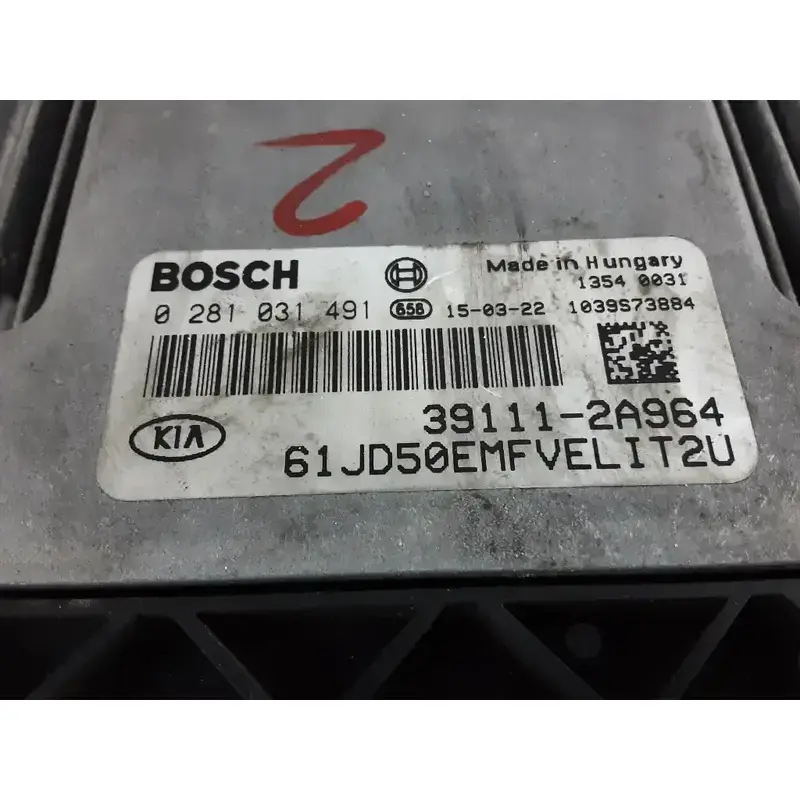 2
BOSCH
Made in Hungary
1354 0031
0 281 031 491 658 15-03-22 1039S73884
39111-2A964
KIA
61JD50EMFVELIT2U